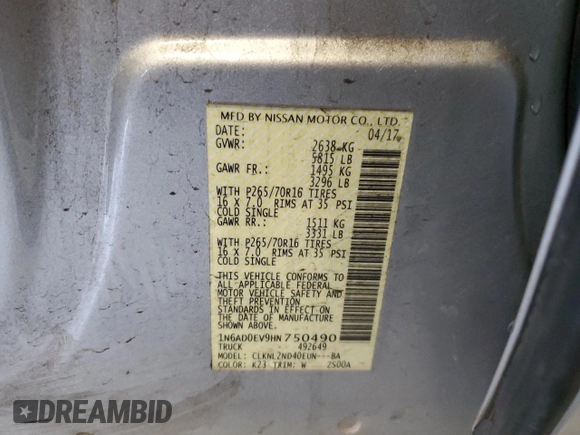 MFD BY NISSAN MOTOR CO., LTD.
DATE: 04/17
GVWR: 2638 KG
5815 LB
GAWR FR.: 1495 KG
3296 LB
WITH P265/70R16 TIRES
16 X 7.0 RIMS AT 35 PSI
COLD SINGLE
GAWR RR.: 1511 KG
3331 LB
WITH P265/70R16 TIRES
16 X 7.0 RIMS AT 35 PSI
COLD SINGLE
THIS VEHICLE CONFORMS TO
ALL APPLICABLE FEDERAL
MOTOR VEHICLE SAFETY AND
THEFT PREVENTION
STANDARDS IN EFFECT ON
THE DATE OF MANUFACTURE
SHOWN ABOVE.
1N6AD0EV9HN750490
TRUCK 492649
MODEL: CLKNLZND40EUN---BA
COLOR: K23 TRIM: W 2S00A
DREAMBID